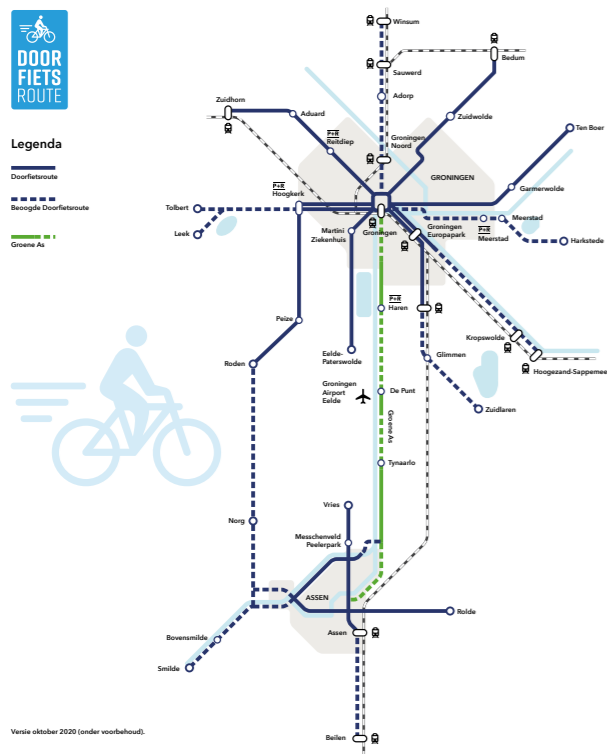 DOOR
FIETS
ROUTE
Legenda
Doorfietsroute
Beoogde Doorfietsroute
Groene As
Winsum
Sauwerd
Bedum
Adorp
Zuidhorn
Aduard
Zuidwolde
Ten Boer
P+R
Reitdiep
Groningen
Noord
GRONINGEN
P+R
Hoogkerk
Garmerwolde
Tolbert
Leek
Martini
Ziekenhuis
Groningen
Groningen
Europapark
P+R
Meerstad
Meerstad
Harkstede
P+R
Haren
Peize
Kropswolde
Hoogezand-Sappemeer
Roden
Eelde-
Paterswolde
Glimmen
Groningen
Airport
Eelde
De Punt
Zuidlaren
Groene As
Tynaarlo
Vries
Norg
Messchenveld
Peelerpark
ASSEN
Rolde
Assen
Bovensmilde
Smilde
Beilen
Versie oktober 2020 (onder voorbehoud).